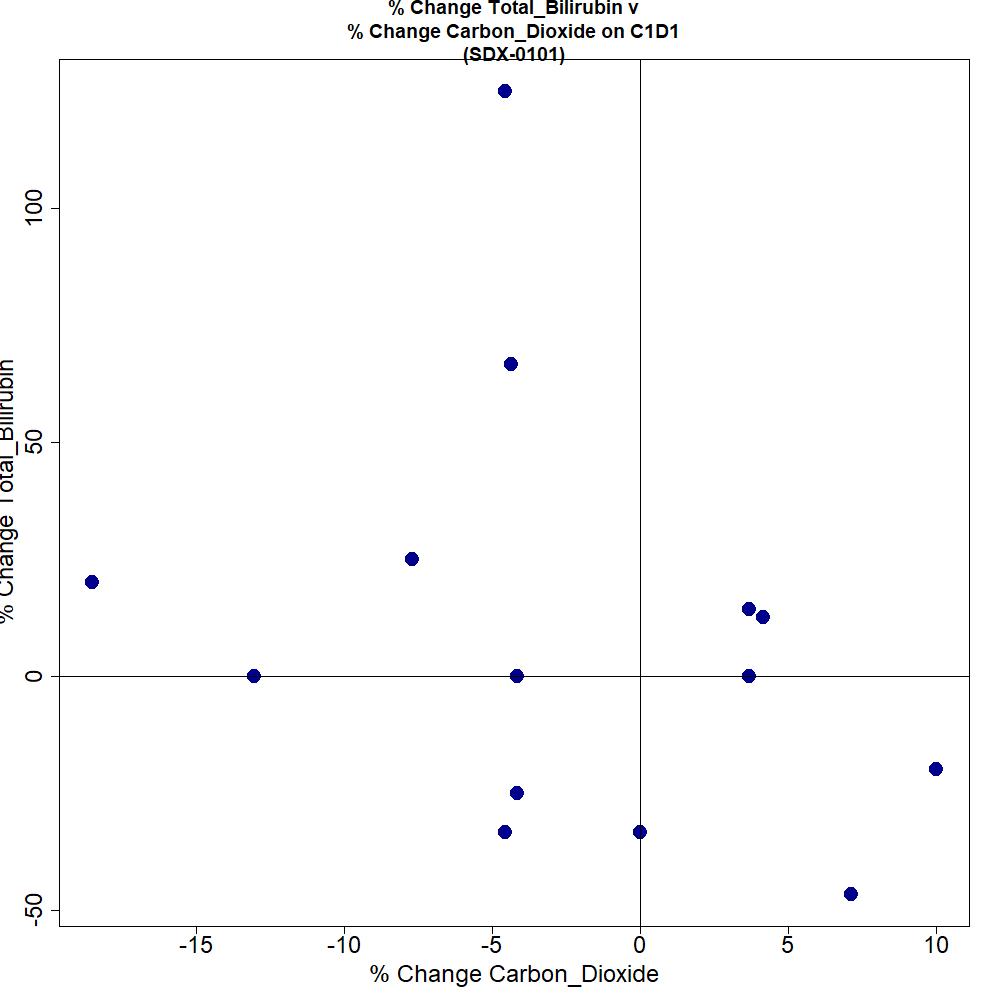 % Change Total_Bilirubin v
% Change Carbon_Dioxide on C1D1
(SDX-0101)
% Change Total_Bilirubin
100
50
0
-50
-15
-10
-5
0
5
10
% Change Carbon_Dioxide